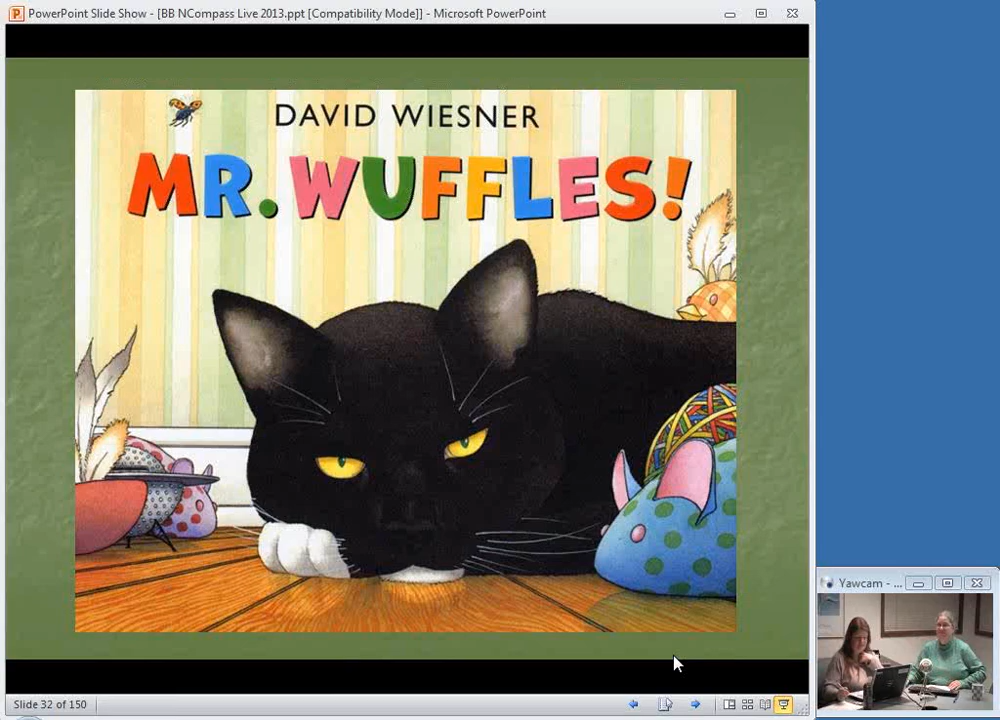 PowerPoint Slide Show - [BB NCompass Live 2013.ppt [Compatibility Mode]] - Microsoft PowerPoint
DAVID WIESNER
MR. WUFFLES!
Yawcam - ...
Slide 32 of 150